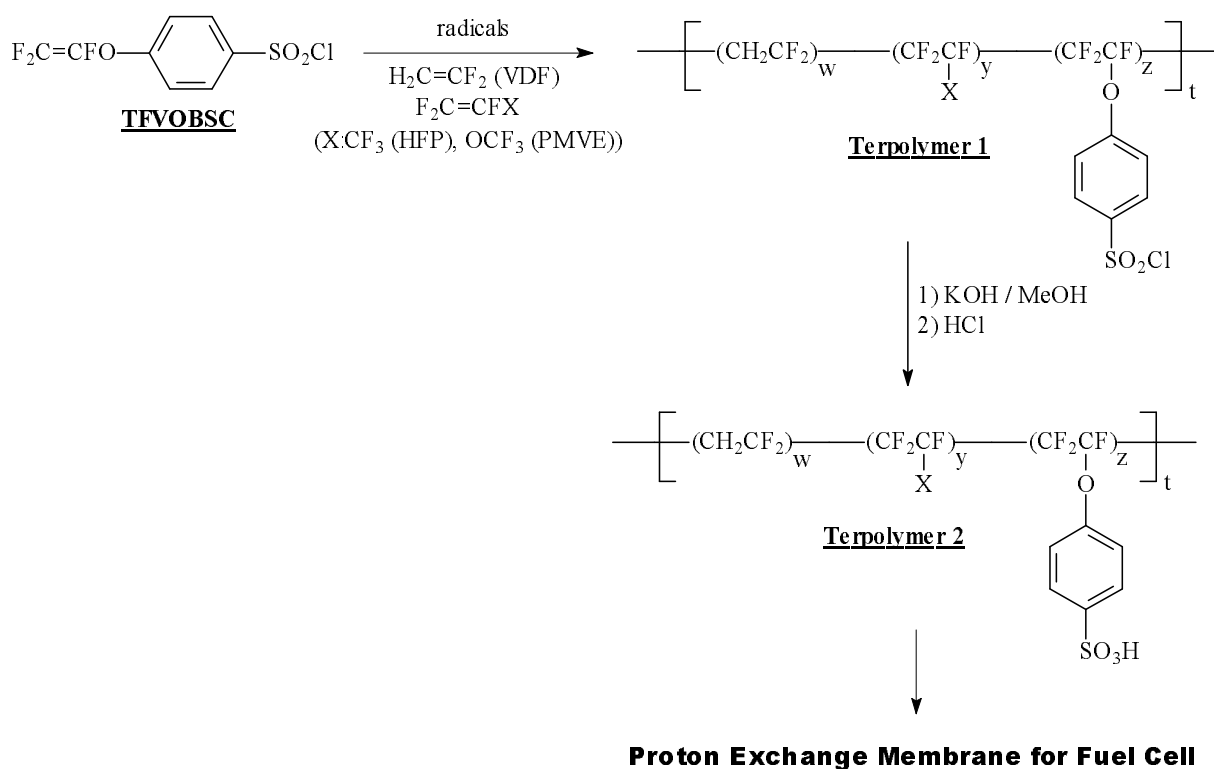 F₂C=CFO SO₂Cl
TFVOBSC
radicals
H₂C=CF₂ (VDF)
F₂C=CFX
(X:CF₃ (HFP), OCF₃ (PMVE))
(CH₂CF₂)w (CF₂CF)y (CF₂CF)z t
X O
SO₂Cl
Terpolymer 1
1) KOH / MeOH
2) HCl
(CH₂CF₂)w (CF₂CF)y (CF₂CF)z t
X O
SO₃H
Terpolymer 2
Proton Exchange Membrane for Fuel Cell